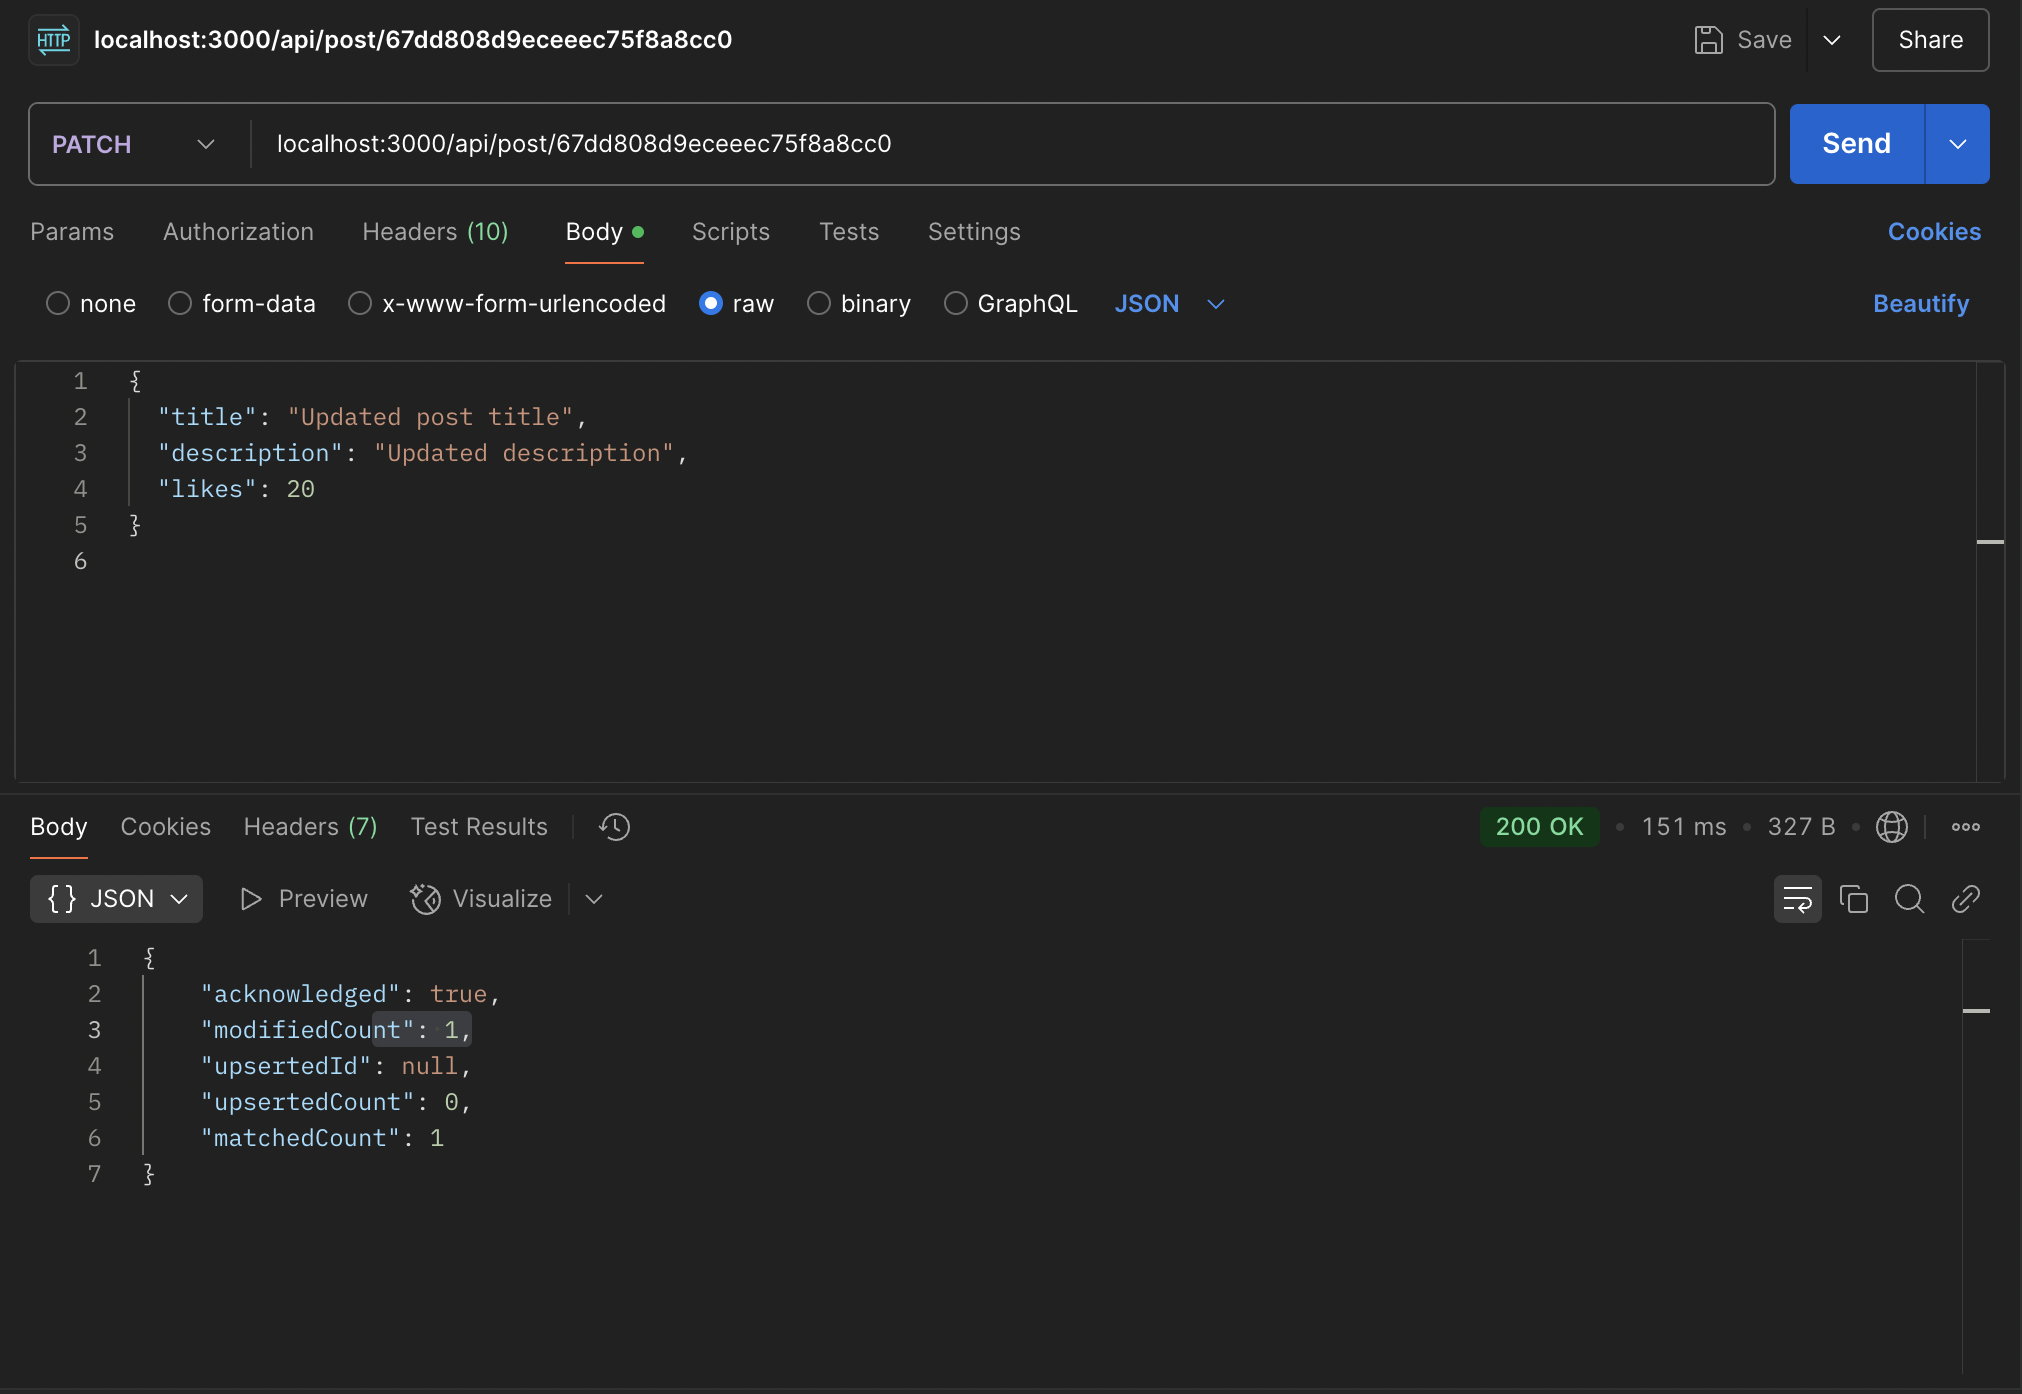 HTTP localhost:3000/api/post/67dd808d9eceeec75f8a8cc0 Save Share
PATCH localhost:3000/api/post/67dd808d9eceeec75f8a8cc0 Send
Params Authorization Headers (10) Body Scripts Tests Settings Cookies
none form-data x-www-form-urlencoded raw binary GraphQL JSON Beautify
1 {
2 "title": "Updated post title",
3 "description": "Updated description",
4 "likes": 20
5 }
6
Body Cookies Headers (7) Test Results 200 OK • 151 ms • 327 B •
{} JSON Preview Visualize
1 {
2 "acknowledged": true,
3 "modifiedCount": 1,
4 "upsertedId": null,
5 "upsertedCount": 0,
6 "matchedCount": 1
7 }